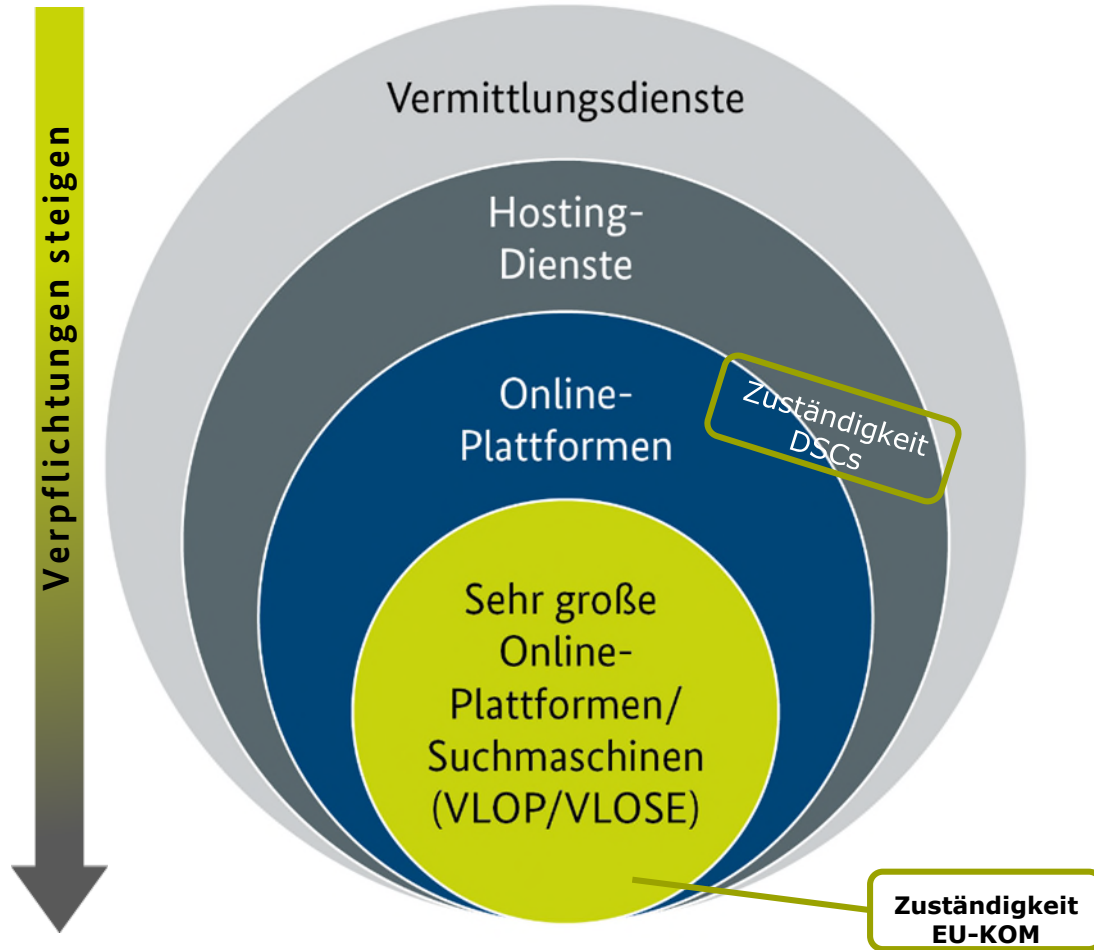 Verpflichtungen steigen
Vermittlungsdienste
Hosting-
Dienste
Online-
Plattformen
Zuständigkeit
DSCs
Sehr große
Online-
Plattformen/
Suchmaschinen
(VLOP/VLOSE)
Zuständigkeit
EU-KOM